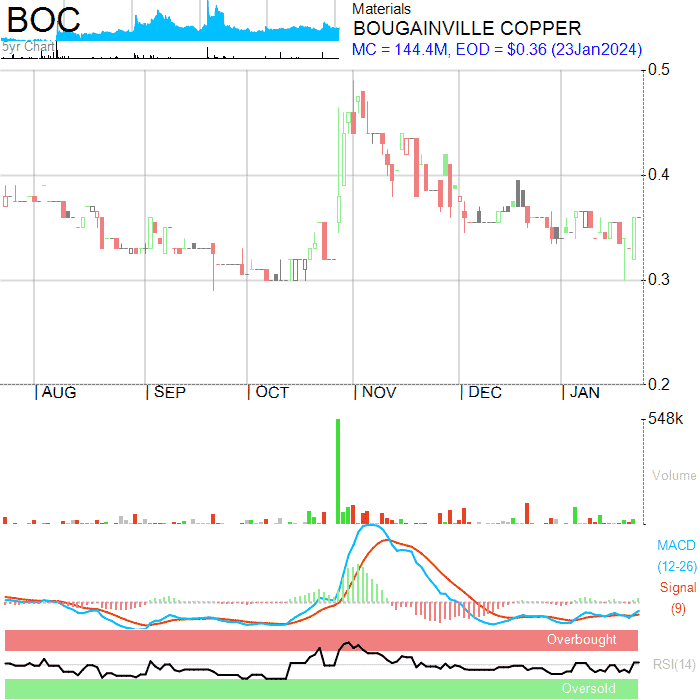 BOC
5yr Chart
Materials
BOUGAINVILLE COPPER
MC = 144.4M, EOD = $0.36 (23Jan2024)
0.5
0.4
0.3
0.2
AUG SEP OCT NOV DEC JAN
548k
Volume
MACD
(12-26)
Signal
(9)
Overbought
RSI(14)
Oversold